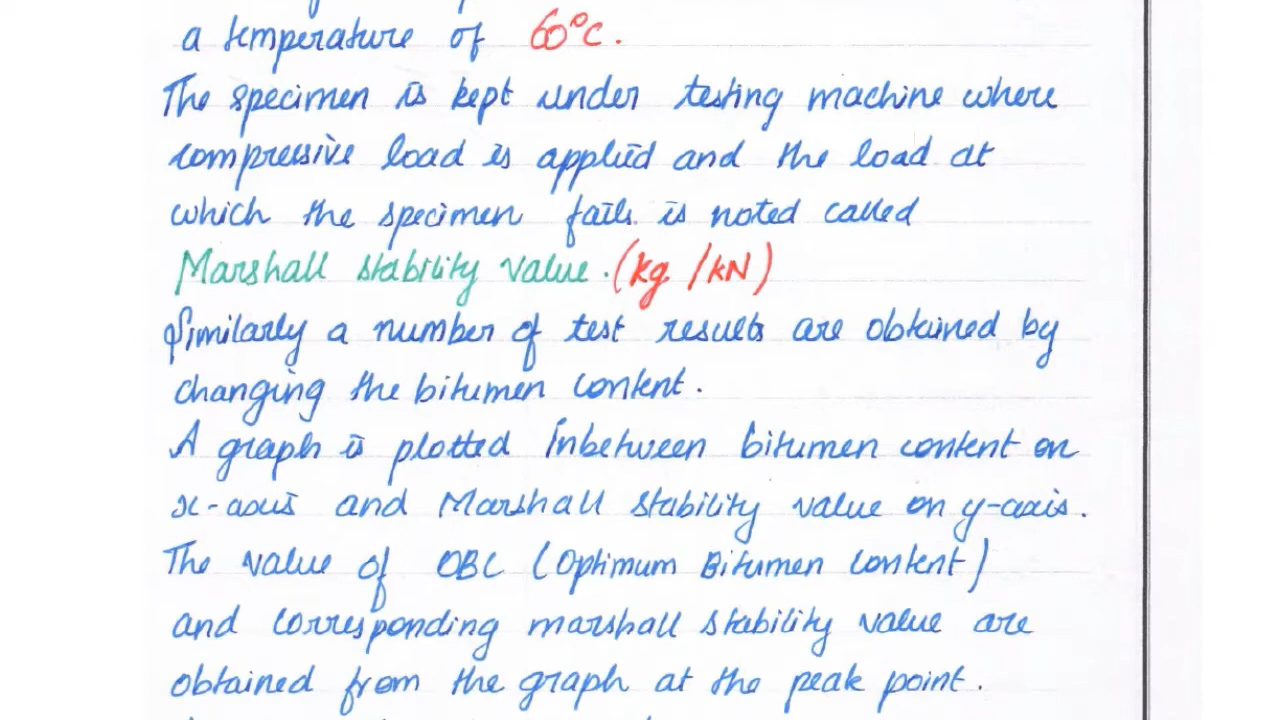 a temperature of 60°C.
The specimen is kept under testing machine where
compressive load is applied and the load at
which the specimen fails is noted called
Marshall stability value. (kg /kN)
Similarly a number of test results are obtained by
changing the bitumen content.
A graph is plotted Inbetween bitumen content on
x-axis and Marshall stability value on y-axis.
The value of OBC (Optimum Bitumen Content)
and corresponding marshall stability value are
obtained from the graph at the peak point.